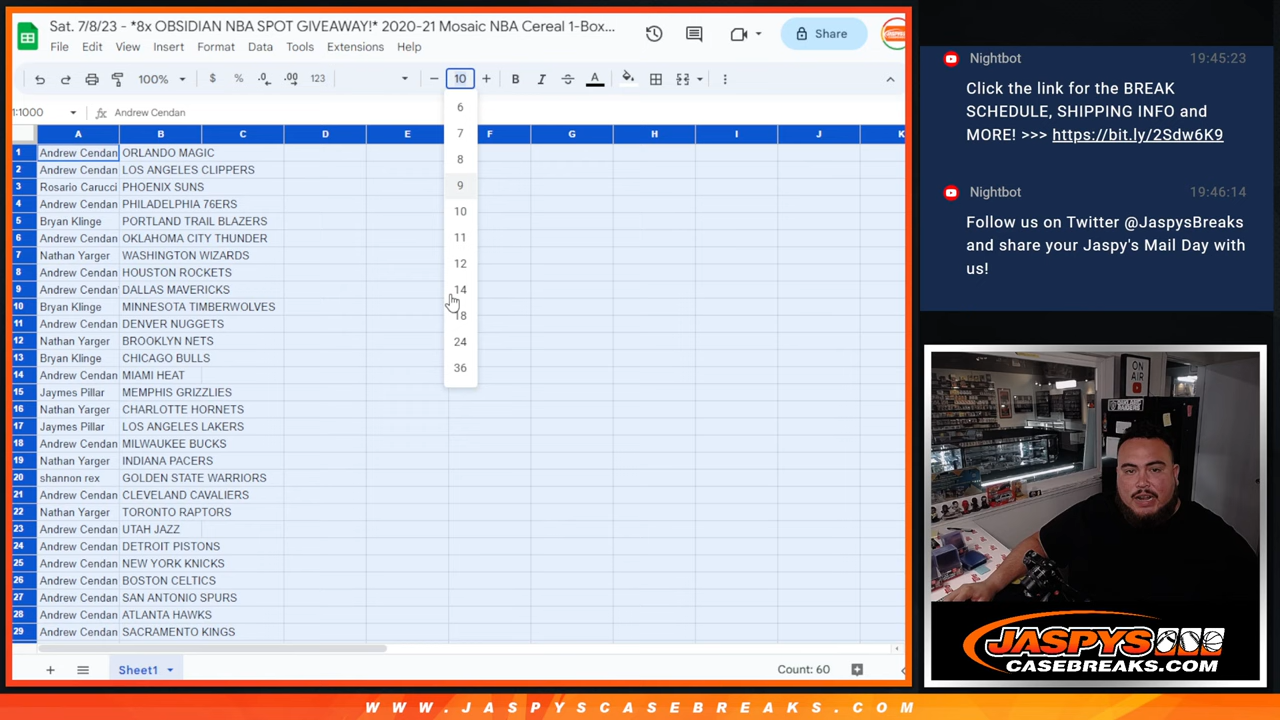 Sat. 7/8/23 - *8x OBSIDIAN NBA SPOT GIVEAWAY!* 2020-21 Mosaic NBA Cereal 1-Box...
File Edit View Insert Format Data Tools Extensions Help
Share
100% $ % .0 .00 123 − 10 + B I S A
1:1000 fx Andrew Cendan
A B C D E F G H I J K
1 Andrew Cendan ORLANDO MAGIC
2 Andrew Cendan LOS ANGELES CLIPPERS
3 Rosario Carucci PHOENIX SUNS
4 Andrew Cendan PHILADELPHIA 76ERS
5 Bryan Klinge PORTLAND TRAIL BLAZERS
6 Andrew Cendan OKLAHOMA CITY THUNDER
7 Nathan Yarger WASHINGTON WIZARDS
8 Andrew Cendan HOUSTON ROCKETS
9 Andrew Cendan DALLAS MAVERICKS
10 Bryan Klinge MINNESOTA TIMBERWOLVES
11 Andrew Cendan DENVER NUGGETS
12 Nathan Yarger BROOKLYN NETS
13 Bryan Klinge CHICAGO BULLS
14 Andrew Cendan MIAMI HEAT
15 Jaymes Pillar MEMPHIS GRIZZLIES
16 Nathan Yarger CHARLOTTE HORNETS
17 Jaymes Pillar LOS ANGELES LAKERS
18 Andrew Cendan MILWAUKEE BUCKS
19 Nathan Yarger INDIANA PACERS
20 shannon rex GOLDEN STATE WARRIORS
21 Andrew Cendan CLEVELAND CAVALIERS
22 Nathan Yarger TORONTO RAPTORS
23 Andrew Cendan UTAH JAZZ
24 Andrew Cendan DETROIT PISTONS
25 Andrew Cendan NEW YORK KNICKS
26 Andrew Cendan BOSTON CELTICS
27 Andrew Cendan SAN ANTONIO SPURS
28 Andrew Cendan ATLANTA HAWKS
29 Andrew Cendan SACRAMENTO KINGS
6
7
8
9
10
11
12
14
18
24
36
Sheet1
Count: 60
Nightbot 19:45:23
Click the link for the BREAK
SCHEDULE, SHIPPING INFO and
MORE! >>> https://bit.ly/2Sdw6K9
Nightbot 19:46:14
Follow us on Twitter @JaspysBreaks
and share your Jaspy's Mail Day with
us!
ON
AIR
JASPYS
CASEBREAKS.COM
WWW.JASPYSCASEBREAKS.COM